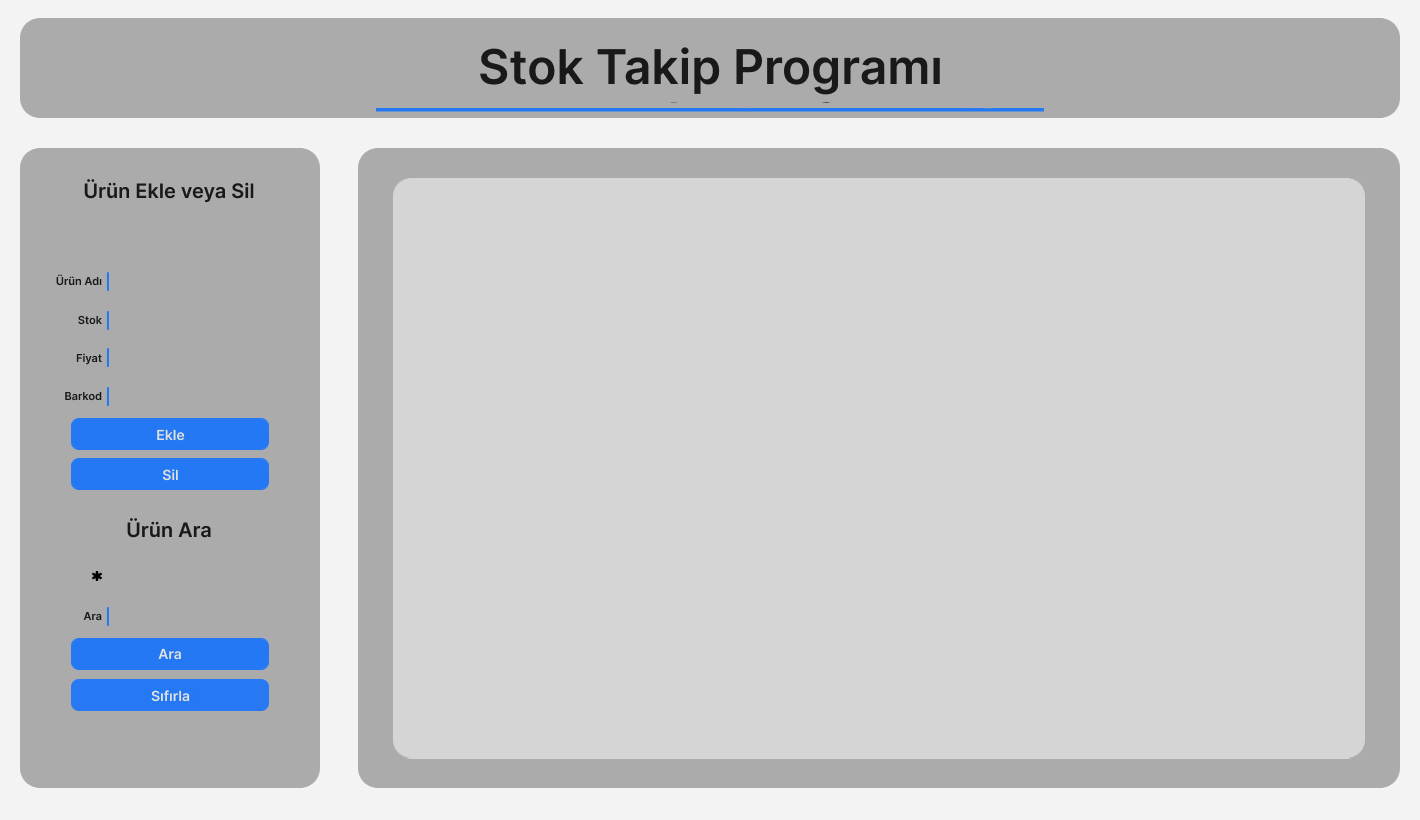 Stok Takip Programı
Ürün Ekle veya Sil
Ürün Adı
Stok
Fiyat
Barkod
Ekle
Sil
Ürün Ara
*
Ara
Ara
Sıfırla